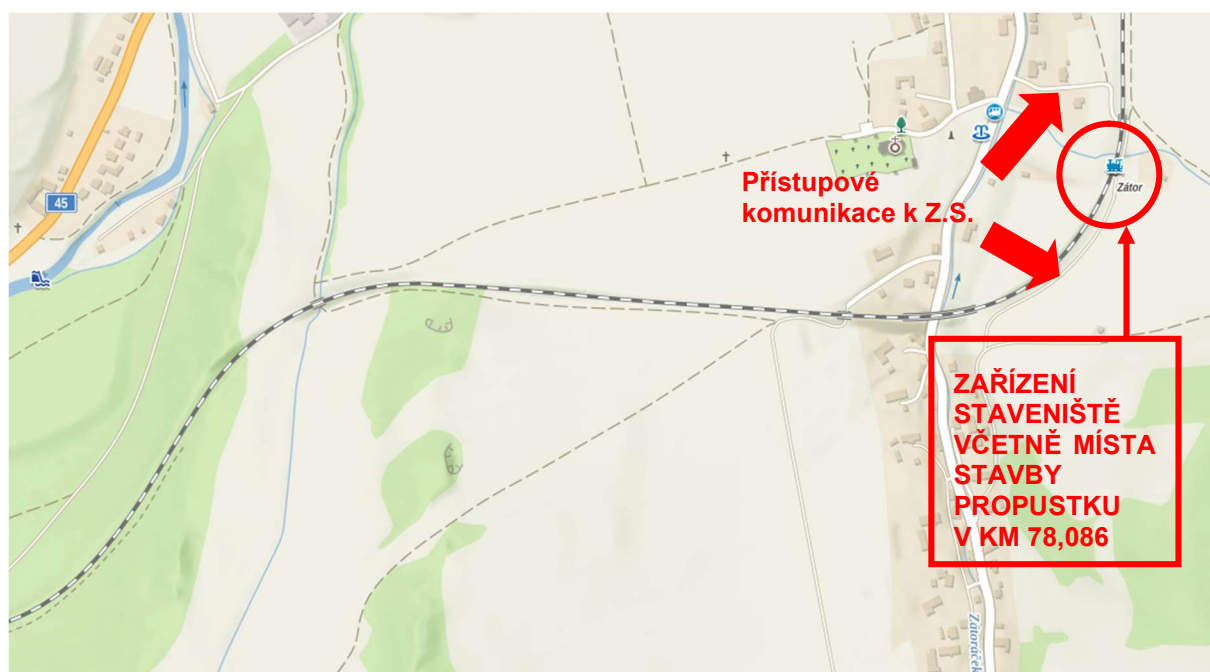 45
Přístupové
komunikace k Z.S.
Zátor
ZAŘÍZENÍ
STAVENIŠTĚ
VČETNĚ MÍSTA
STAVBY
PROPUSTKU
V KM 78,086
Zátoráček